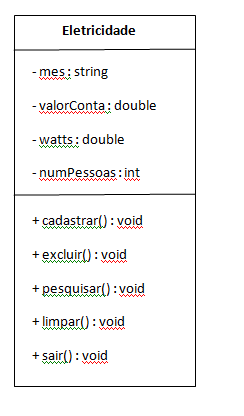 Eletricidade
- mes : string
- valorConta : double
- watts : double
- numPessoas : int
+ cadastrar() : void
+ excluir() : void
+ pesquisar() : void
+ limpar() : void
+ sair() : void